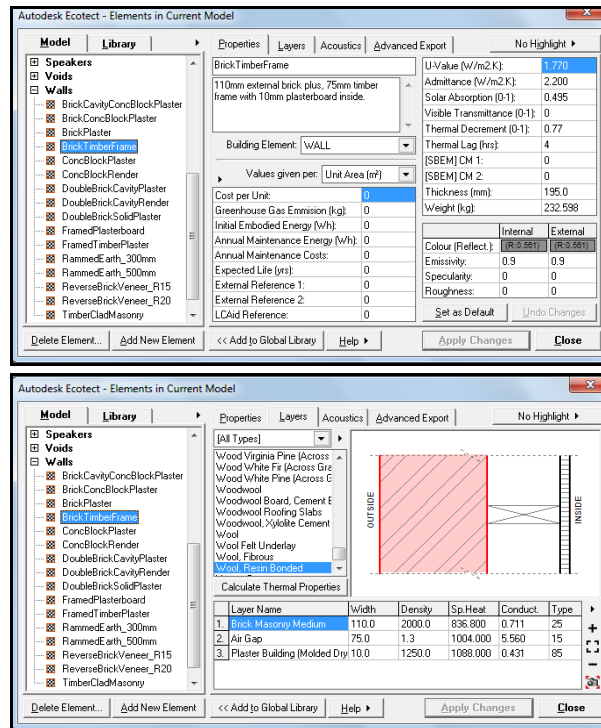 Autodesk Ecotect - Elements in Current Model
Model Library
Speakers
Voids
Walls
BrickCavityConcBlockPlaster
BrickConcBlockPlaster
BrickPlaster
BrickTimberFrame
ConcBlockPlaster
ConcBlockRender
DoubleBrickCavityPlaster
DoubleBrickCavityRender
DoubleBrickSolidPlaster
FramedPlasterboard
FramedTimberPlaster
RammedEarth_300mm
RammedEarth_500mm
ReverseBrickVeneer_R15
ReverseBrickVeneer_R20
TimberCladMasonry
Properties Layers Acoustics Advanced Export No Highlight
BrickTimberFrame
110mm external brick plus, 75mm timber
frame with 10mm plasterboard inside.
Building Element: WALL
Values given per: Unit Area (m²)
Cost per Unit: 0
Greenhouse Gas Emmision (kg): 0
Initial Embodied Energy (Wh): 0
Annual Maintenance Energy (Wh): 0
Annual Maintenance Costs: 0
Expected Life (yrs): 0
External Reference 1: 0
External Reference 2: 0
LCAid Reference: 0
U-Value (W/m2.K): 1.770
Admittance (W/m2.K): 2.200
Solar Absorption (0-1): 0.495
Visible Transmittance (0-1): 0
Thermal Decrement (0-1): 0.77
Thermal Lag (hrs): 4
[SBEM] CM 1: 0
[SBEM] CM 2: 0
Thickness (mm): 195.0
Weight (kg): 232.598
Internal External
Colour (Reflect.): (R:0.561) (R:0.561)
Emissivity: 0.9 0.9
Specularity: 0 0
Roughness: 0 0
Set as Default Undo Changes
Delete Element... Add New Element << Add to Global Library Help Apply Changes Close
Autodesk Ecotect - Elements in Current Model
Model Library
Speakers
Voids
Walls
BrickCavityConcBlockPlaster
BrickConcBlockPlaster
BrickPlaster
BrickTimberFrame
ConcBlockPlaster
ConcBlockRender
DoubleBrickCavityPlaster
DoubleBrickCavityRender
DoubleBrickSolidPlaster
FramedPlasterboard
FramedTimberPlaster
RammedEarth_300mm
RammedEarth_500mm
ReverseBrickVeneer_R15
ReverseBrickVeneer_R20
TimberCladMasonry
Properties Layers Acoustics Advanced Export No Highlight
[All Types]
Wood Virginia Pine (Across
Wood White Fir (Across Gra
Wood White Pine (Across G
Woodwool
Woodwool Board, Cement E
Woodwool Roofing Slabs
Woodwool, Xylolite Cement
Wool
Wool Felt Underlay
Wool, Fibrous
Wool, Resin Bonded
Calculate Thermal Properties
OUTSIDE
INSIDE
Layer Name Width Density Sp.Heat Conduct. Type
1. Brick Masonry Medium 110.0 2000.0 836.800 0.711 25
2. Air Gap 75.0 1.3 1004.000 5.560 15
3. Plaster Building (Molded Dry 10.0 1250.0 1088.000 0.431 85
Delete Element... Add New Element << Add to Global Library Help Apply Changes Close